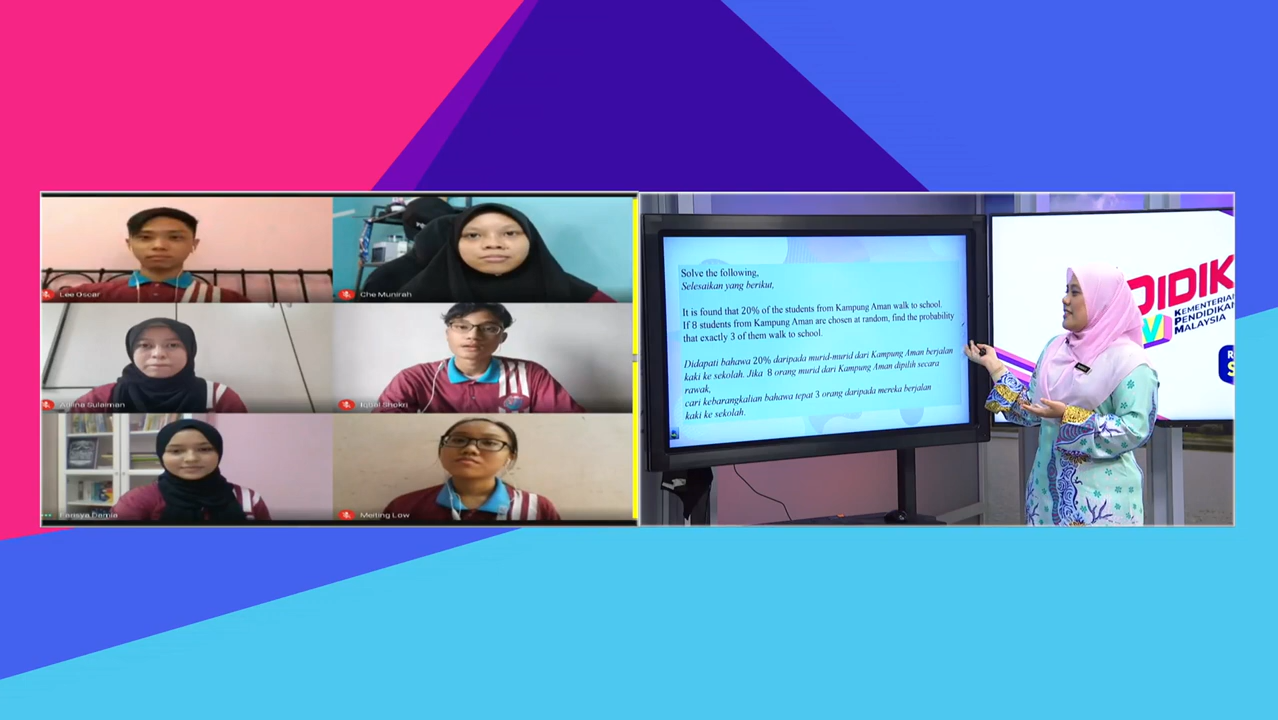 Lee Oscar
Che Munirah
Iqbal Shokri
Farisya Damia
Meiting Low
Solve the following,
Selesaikan yang berikut,
It is found that 20% of the students from Kampung Aman walk to school.
If 8 students from Kampung Aman are chosen at random, find the probability
that exactly 3 of them walk to school.
Didapati bahawa 20% daripada murid-murid dari Kampung Aman berjalan
kaki ke sekolah. Jika 8 orang murid dari Kampung Aman dipilih secara
rawak,
cari kebarangkalian bahawa tepat 3 orang daripada mereka berjalan
kaki ke sekolah.
DIDIK
KEMENTERIAN
PENDIDIKAN
MALAYSIA